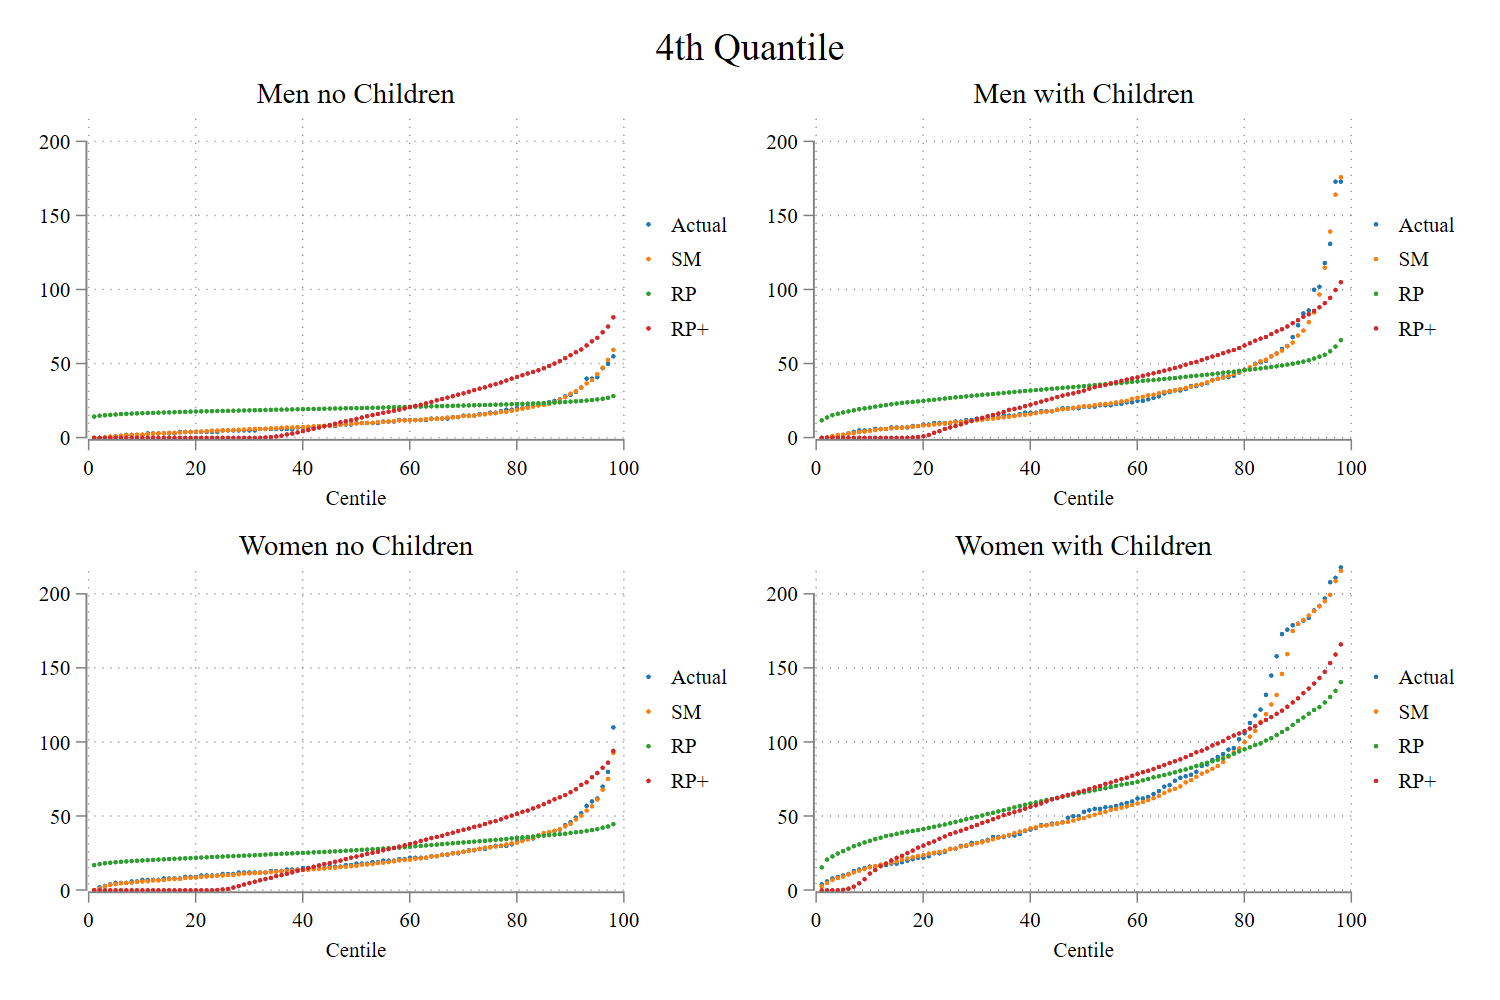 4th Quantile
Men no Children
200
150
100
50
0
0 20 40 60 80 100
Centile
Actual
SM
RP
RP+
Men with Children
200
150
100
50
0
0 20 40 60 80 100
Centile
Actual
SM
RP
RP+
Women no Children
200
150
100
50
0
0 20 40 60 80 100
Centile
Actual
SM
RP
RP+
Women with Children
200
150
100
50
0
0 20 40 60 80 100
Centile
Actual
SM
RP
RP+